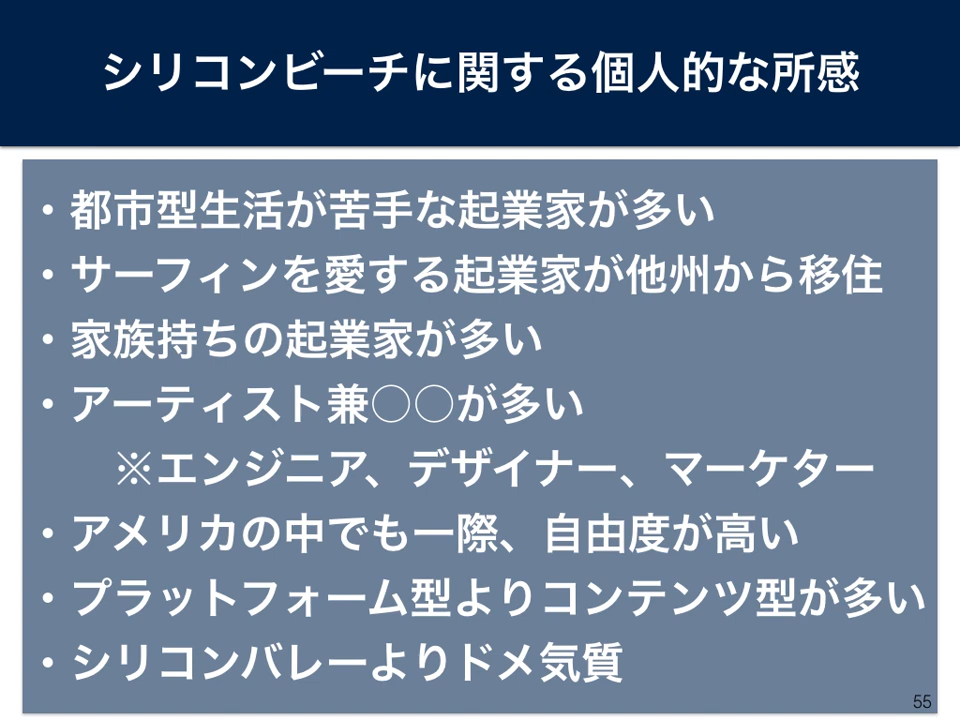 シリコンビーチに関する個人的な所感
・都市型生活が苦手な起業家が多い
・サーフィンを愛する起業家が他州から移住
・家族持ちの起業家が多い
・アーティスト兼○○が多い
※エンジニア、デザイナー、マーケター
・アメリカの中でも一際、自由度が高い
・プラットフォーム型よりコンテンツ型が多い
・シリコンバレーよりドメ気質
55